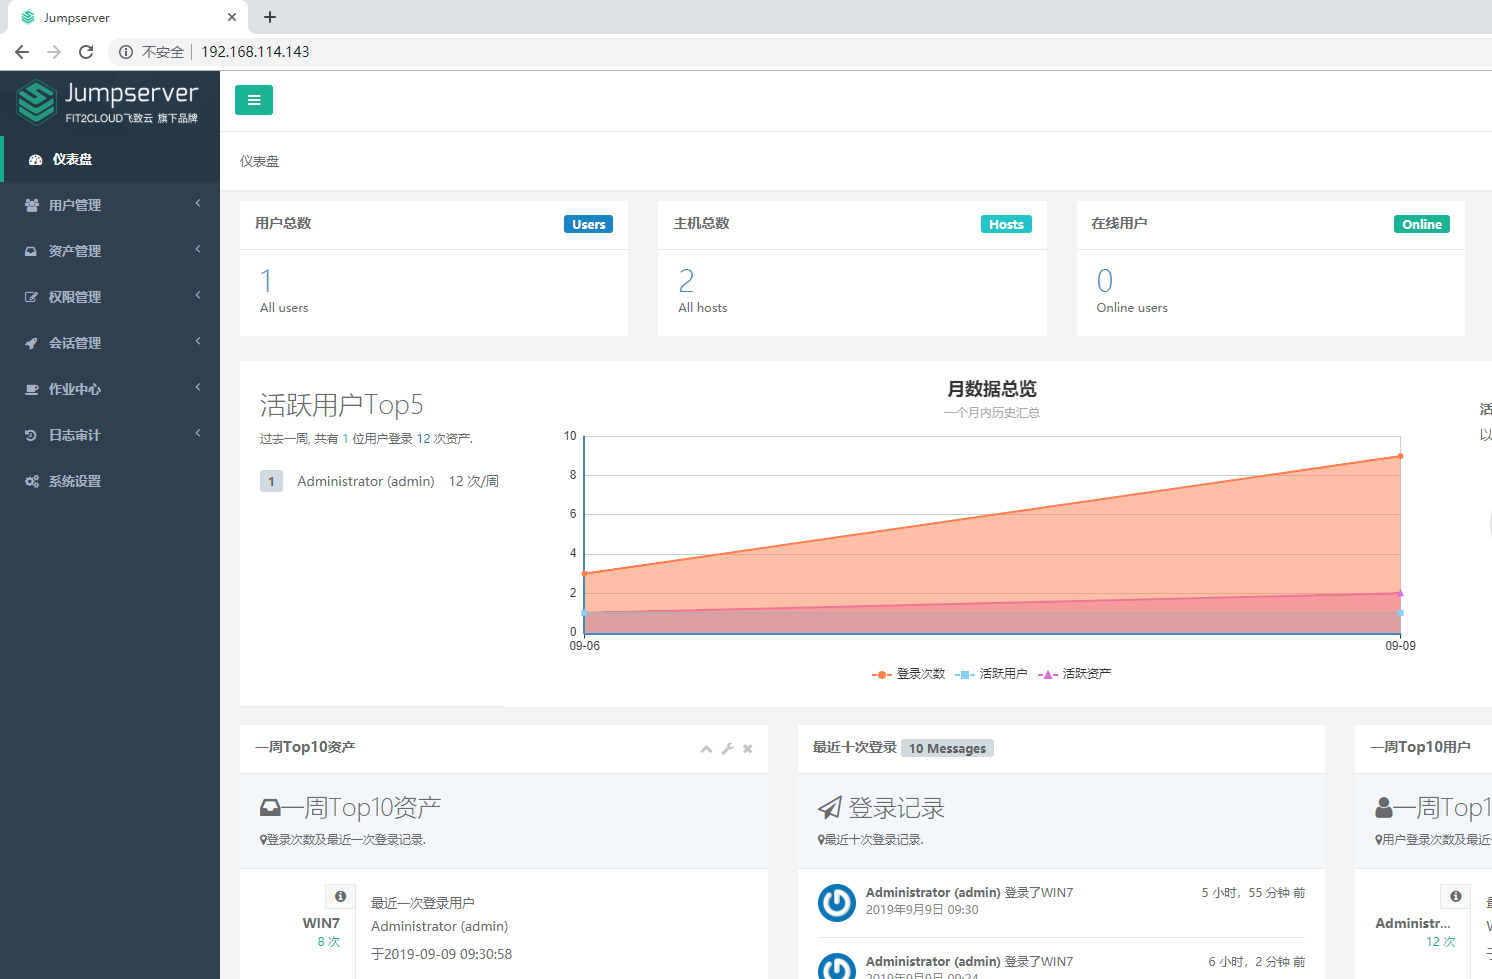 Jumpserver
不安全 192.168.114.143
Jumpserver
FIT2CLOUD飞致云 旗下品牌
仪表盘
用户管理
资产管理
权限管理
会话管理
作业中心
日志审计
系统设置
仪表盘
用户总数 Users
1
All users
主机总数 Hosts
2
All hosts
在线用户 Online
0
Online users
活跃用户Top5
过去一周, 共有 1 位用户登录 12 次资产.
1 Administrator (admin) 12 次/周
月数据总览
一个月内历史汇总
10
8
6
4
2
0
09-06 09-09
登录次数 活跃用户 活跃资产
活
以
一周Top10资产
一周Top10资产
登录次数及最近一次登录记录.
WIN7
8 次
最近一次登录用户
Administrator (admin)
于2019-09-09 09:30:58
最近十次登录 10 Messages
登录记录
最近十次登录记录.
Administrator (admin) 登录了WIN7 5 小时，55 分钟 前
2019年9月9日 09:30
Administrator (admin) 登录了WIN7 6 小时，2 分钟 前
2019年9月9日 09:24
一周Top10用户
一周Top1
用户登录次数及最近一
Administr...
12 次